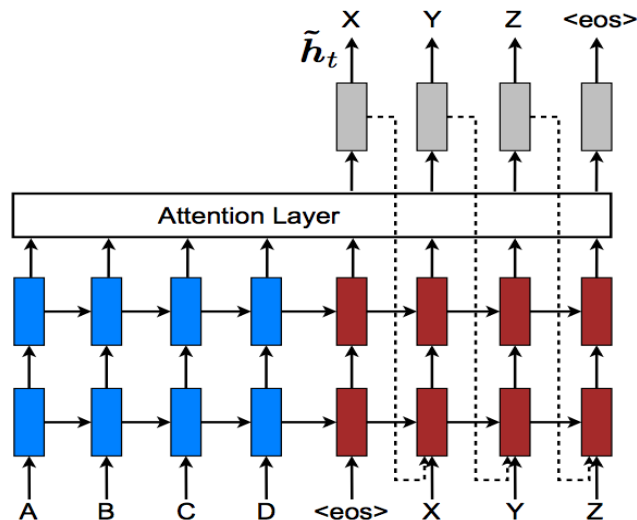 X Y Z <eos>
h̃t
Attention Layer
A B C D <eos> X Y Z